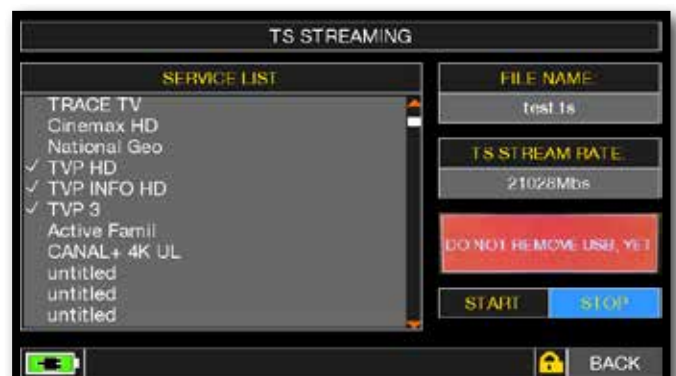 TS STREAMING
SERVICE LIST
TRACE TV
Cinemax HD
National Geo
✓ TVP HD
✓ TVP INFO HD
✓ TVP 3
Active Famil
CANAL+ 4K UL
untitled
untitled
untitled
FILE NAME:
test.ts
TS STREAM RATE:
21028Mbs
DO NOT REMOVE USB, YET
START STOP
BACK